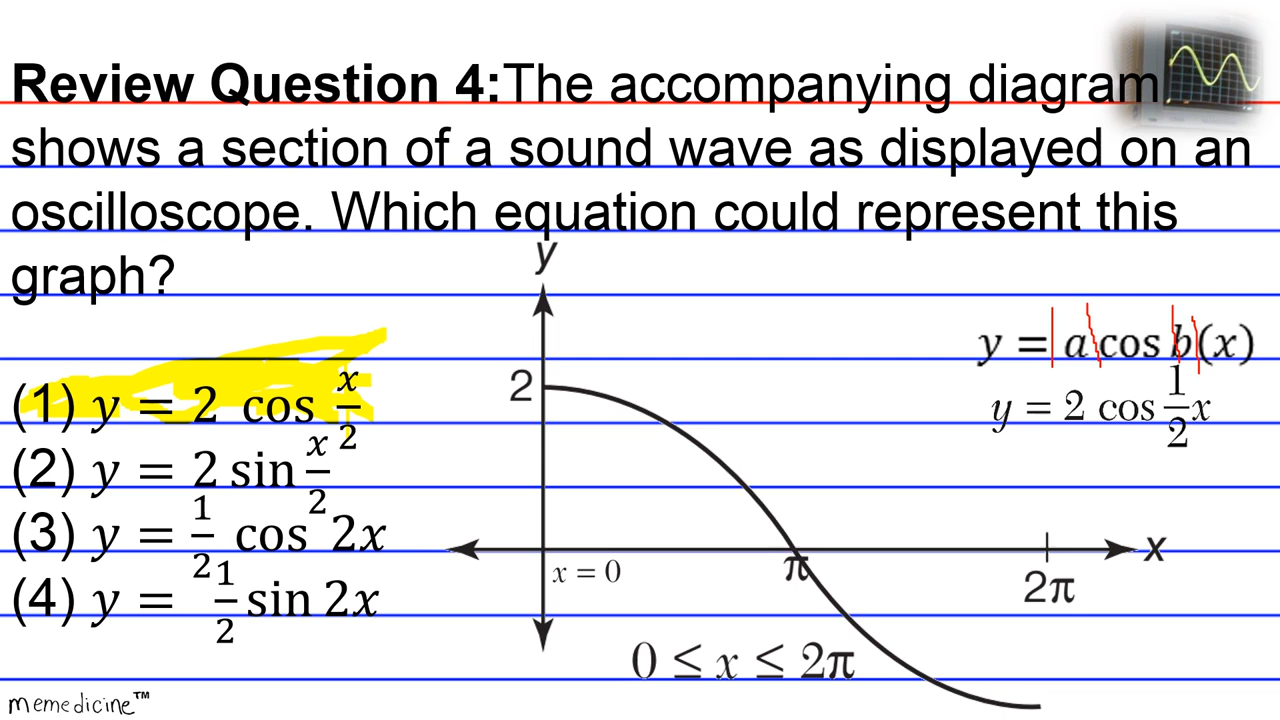 Review Question 4:The accompanying diagram
shows a section of a sound wave as displayed on an
oscilloscope. Which equation could represent this
graph?
y
y = a cos b(x)
y = 2 cos 1/2 x
2
(1) y = 2 cos x/2
(2) y = 2 sin x/2
(3) y = 1/2 cos 2x
(4) y = 1/2 sin 2x
x
x = 0
π
2π
0 ≤ x ≤ 2π
memedicine™